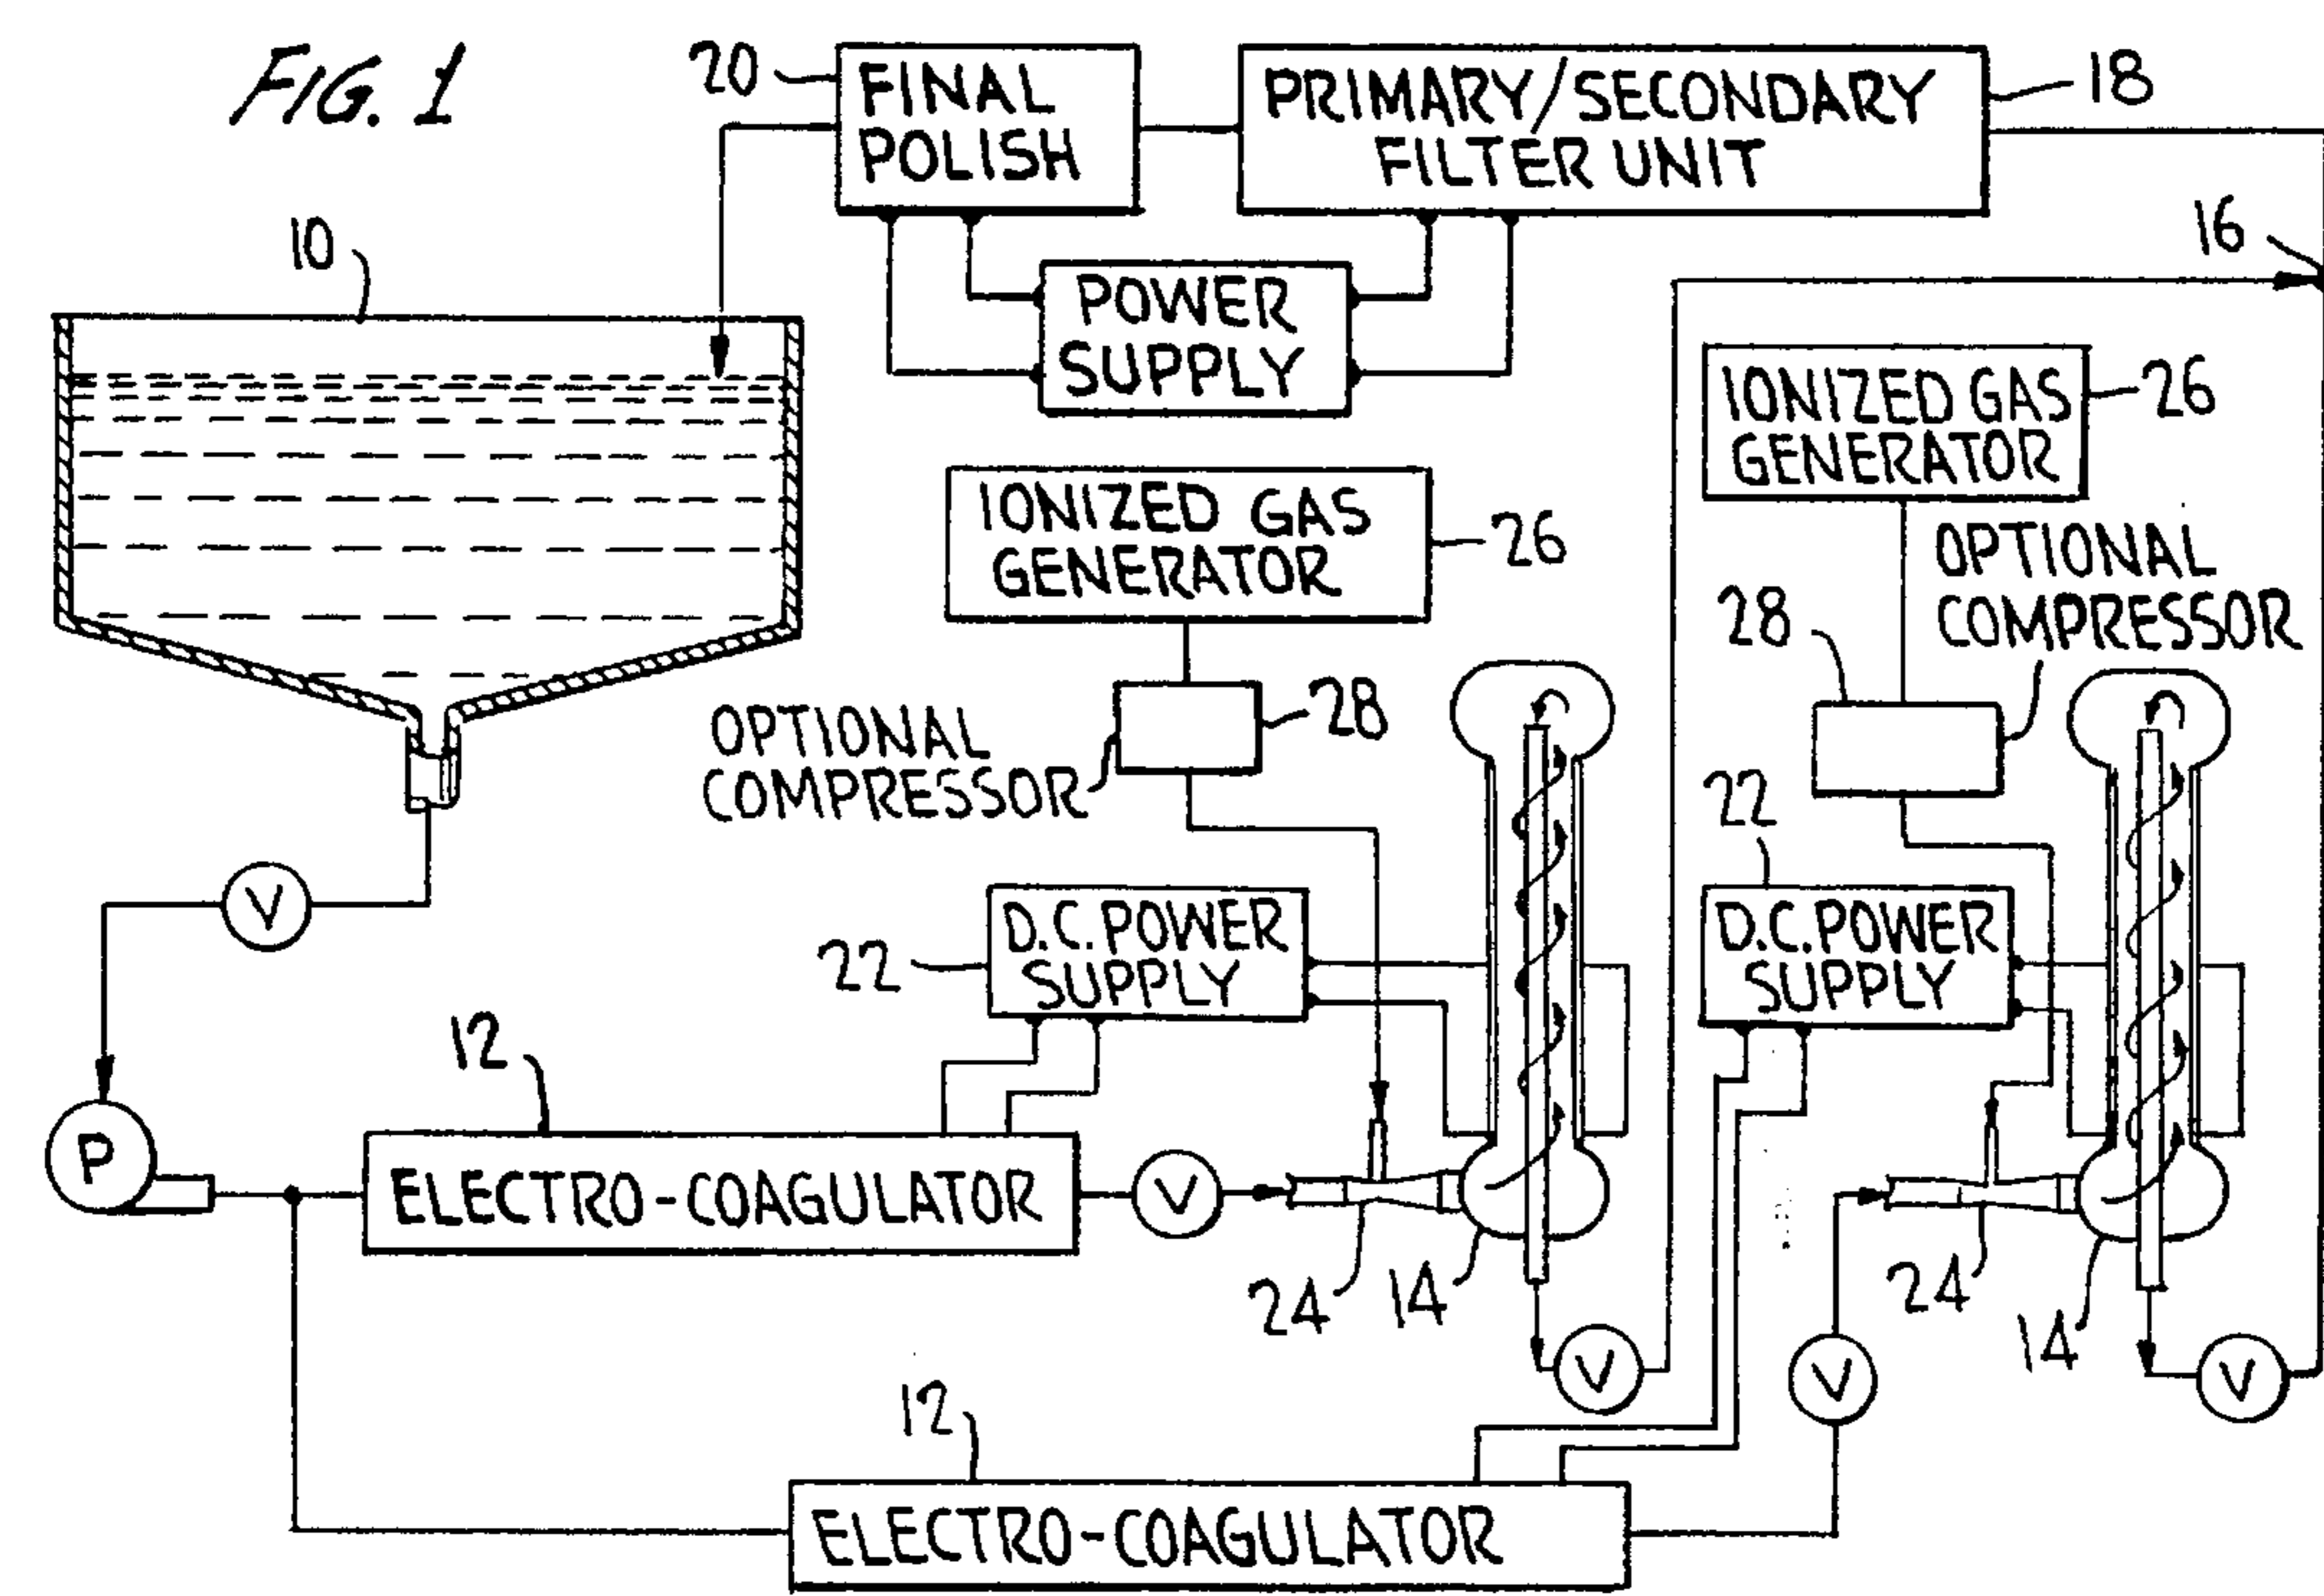 FIG. 1
20
FINAL
POLISH
PRIMARY/SECONDARY
FILTER UNIT
18
16
10
POWER
SUPPLY
IONIZED GAS
GENERATOR
26
IONIZED GAS
GENERATOR
26
OPTIONAL
COMPRESSOR
28
OPTIONAL
COMPRESSOR
28
22
D.C. POWER
SUPPLY
22
D.C. POWER
SUPPLY
V
P
12
ELECTRO-COAGULATOR
V
24
14
V
24
14
V
V
12
ELECTRO-COAGULATOR